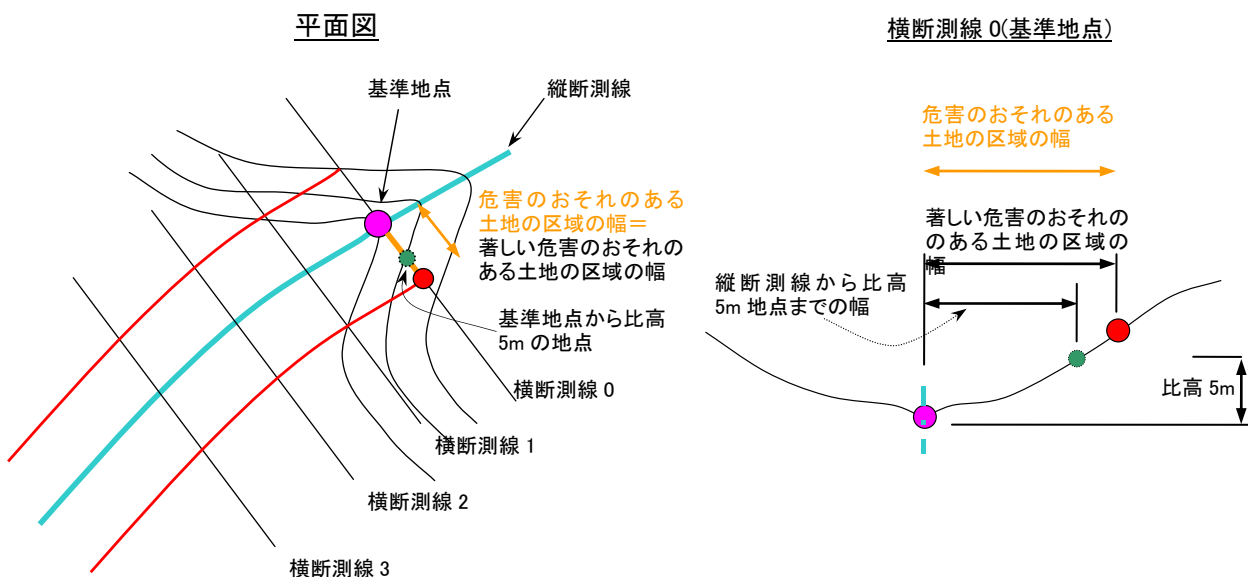 平面図
基準地点
縦断測線
危害のおそれのある
土地の区域の幅＝
著しい危害のおそれの
ある土地の区域の幅
基準地点から比高
5m の地点
横断測線 0
横断測線 1
横断測線 2
横断測線 3
横断測線 0(基準地点)
危害のおそれのある
土地の区域の幅
著しい危害のおそれの
のある土地の区域の
幅
縦断測線から比高
5m 地点までの幅
比高 5m